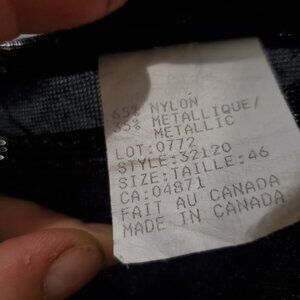 65% NYLON
35% METALLIQUE/
METALLIC
LOT:0772
STYLE:32120
SIZE:TAILLE:46
CA:04871
FAIT AU CANADA
MADE IN CANADA